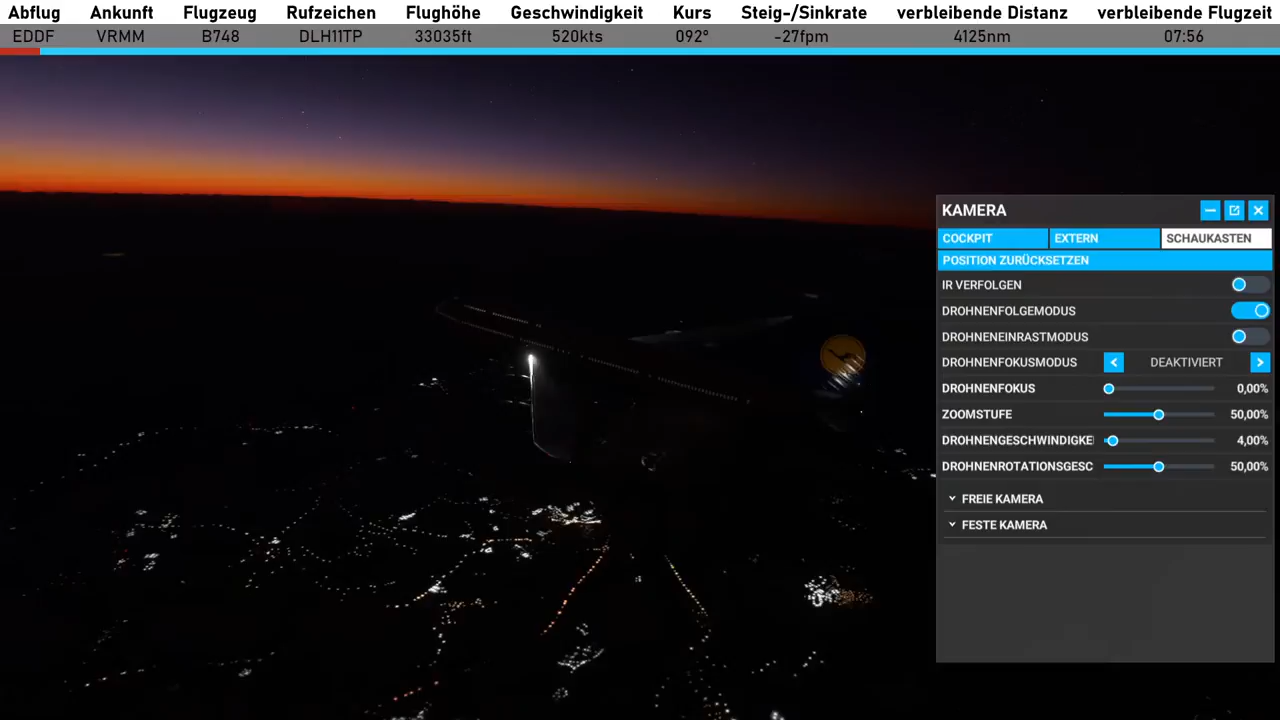 Abflug Ankunft Flugzeug Rufzeichen Flughöhe Geschwindigkeit Kurs Steig-/Sinkrate verbleibende Distanz verbleibende Flugzeit
EDDF VRMM B748 DLH11TP 33035ft 520kts 092° -27fpm 4125nm 07:56
KAMERA
COCKPIT EXTERN SCHAUKASTEN
POSITION ZURÜCKSETZEN
IR VERFOLGEN
DROHNENFOLGEMODUS
DROHNENEINRASTMODUS
DROHNENFOKUSMODUS < DEAKTIVIERT >
DROHNENFOKUS 0,00%
ZOOMSTUFE 50,00%
DROHNENGESCHWINDIGKEI 4,00%
DROHNENROTATIONSGESC 50,00%
FREIE KAMERA
FESTE KAMERA